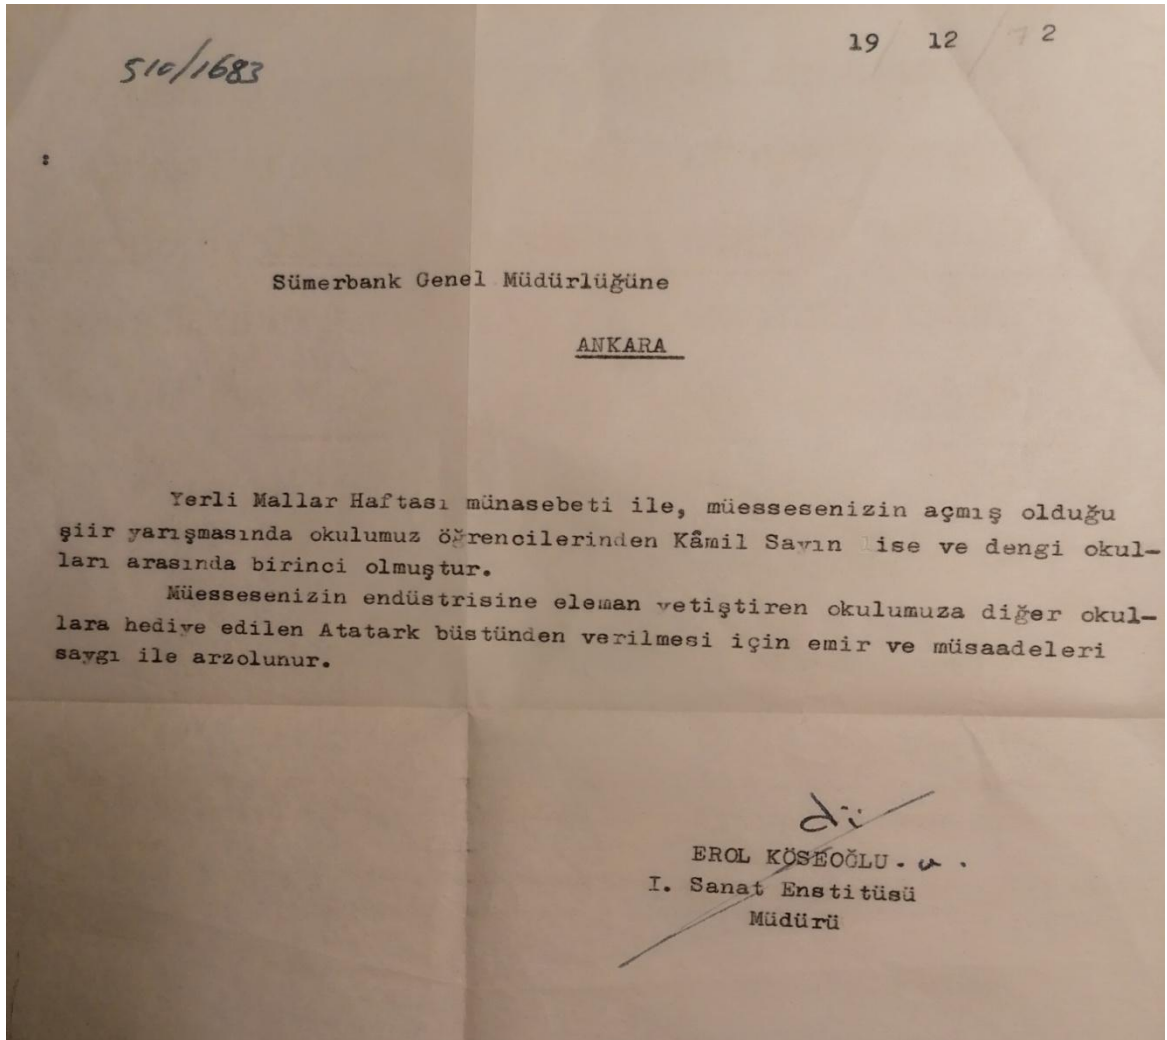 19 / 12 / 72
510/1683
:
Sümerbank Genel Müdürlüğüne
ANKARA
Yerli Mallar Haftası münasebeti ile, müessesenizin açmış olduğu
şiir yarışmasında okulumuz öğrencilerinden Kâmil Sayın lise ve dengi okul-
ları arasında birinci olmuştur.
Müessesenizin endüstrisine eleman yetiştiren okulumuza diğer okul-
lara hediye edilen Atatark büstünden verilmesi için emir ve müsaadeleri
saygı ile arzolunur.
EROL KÖSEOĞLU
I. Sanat Enstitüsü
Müdürü